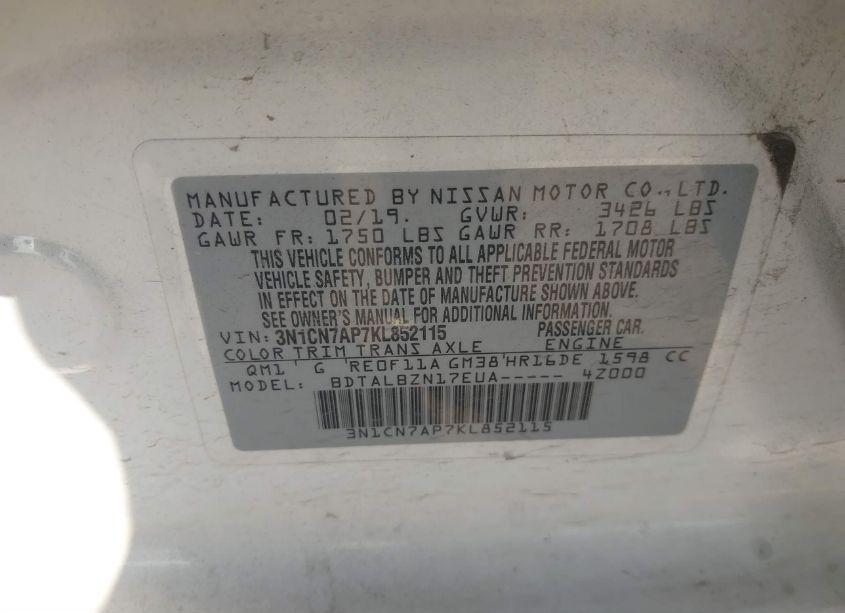 MANUFACTURED BY NISSAN MOTOR CO., LTD.
DATE: 02/19. GVWR: 3426 LBS
GAWR FR: 1750 LBS GAWR RR: 1708 LBS
THIS VEHICLE CONFORMS TO ALL APPLICABLE FEDERAL MOTOR
VEHICLE SAFETY, BUMPER AND THEFT PREVENTION STANDARDS
IN EFFECT ON THE DATE OF MANUFACTURE SHOWN ABOVE.
SEE OWNER'S MANUAL FOR ADDITIONAL INFORMATION.
VIN: 3N1CN7AP7KL852115 PASSENGER CAR.
COLOR TRIM TRANS AXLE ENGINE
QM1 G RE0F11A GM38 HR16DE 1598 CC
MODEL: BDTALBZN17EUA----- 4Z000
3N1CN7AP7KL852115